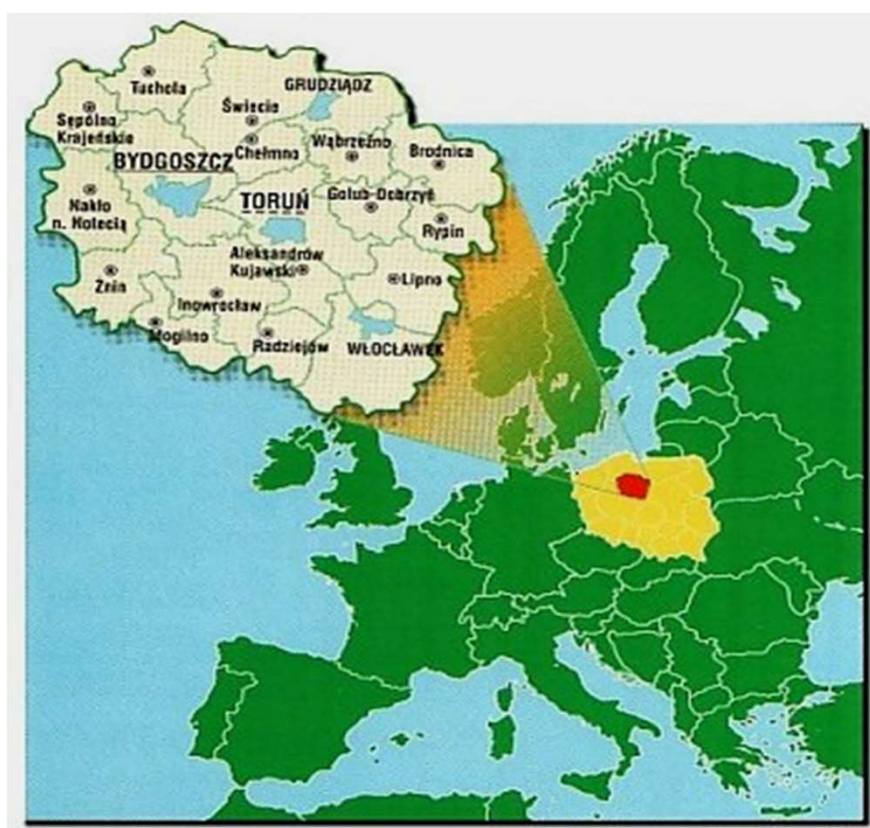 Tuchola
GRUDZIĄDZ
Świecie
Sępólno
Krajeńskie
Chełmno
Wąbrzeźno
Brodnica
BYDGOSZCZ
Nakło
n. Notecią
TORUŃ
Golub-Dobrzyń
Rypin
Aleksandrów
Kujawski
Żnin
Lipno
Inowrocław
Mogilno
Radziejów
WŁOCŁAWEK